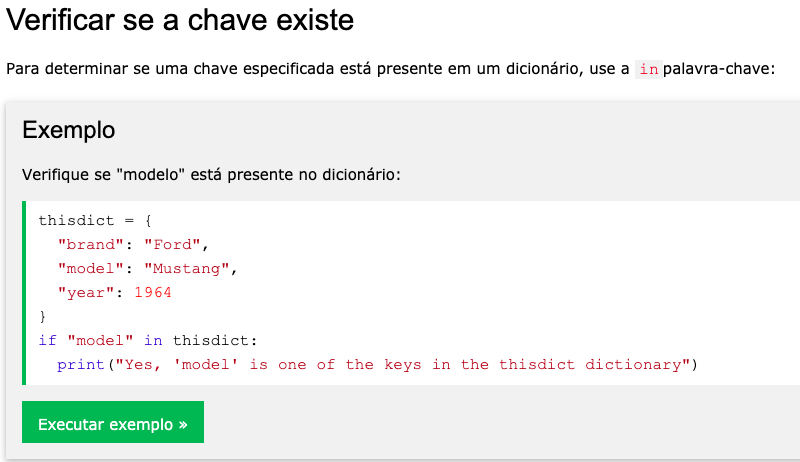 Verificar se a chave existe
Para determinar se uma chave especificada está presente em um dicionário, use a in palavra-chave:
Exemplo
Verifique se "modelo" está presente no dicionário:
thisdict = {
  "brand": "Ford",
  "model": "Mustang",
  "year": 1964
}
if "model" in thisdict:
  print("Yes, 'model' is one of the keys in the thisdict dictionary")
Executar exemplo »